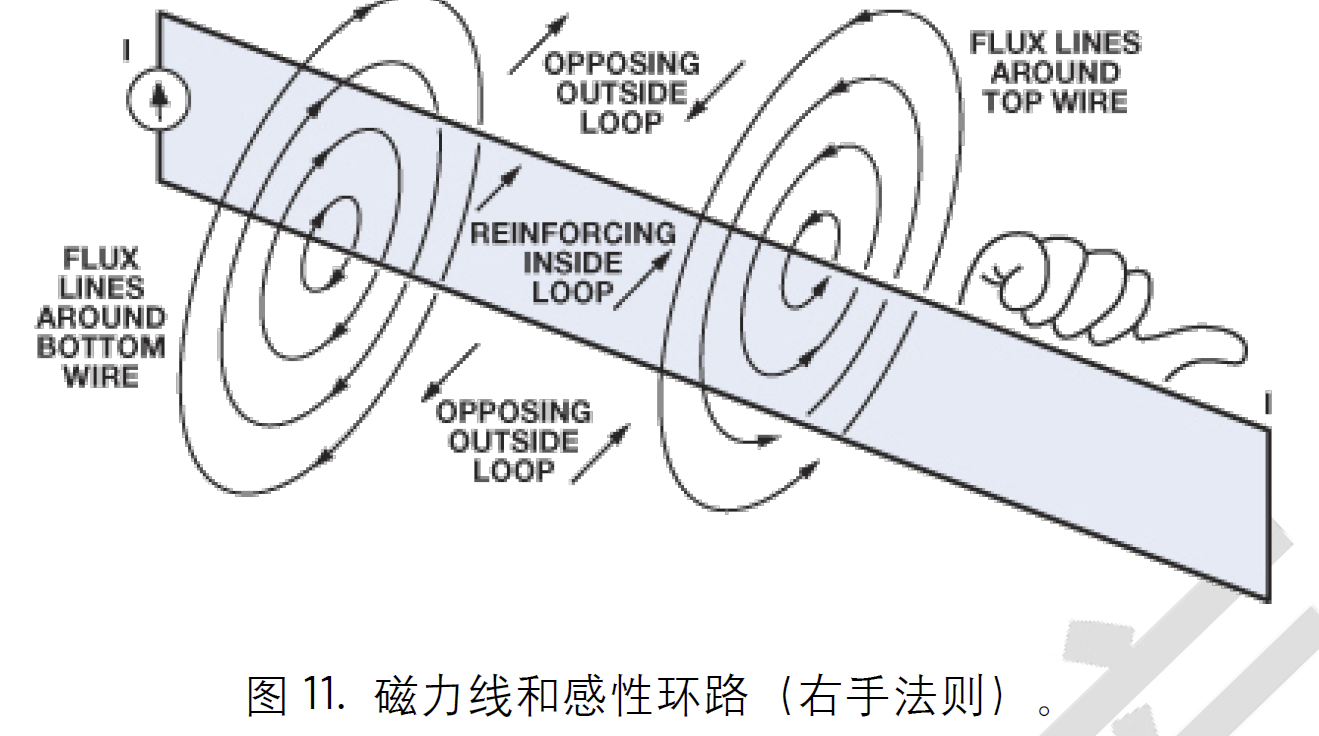 I
OPPOSING
OUTSIDE
LOOP
FLUX LINES
AROUND
TOP WIRE
REINFORCING
INSIDE
LOOP
FLUX
LINES
AROUND
BOTTOM
WIRE
OPPOSING
OUTSIDE
LOOP
I
图 11. 磁力线和感性环路（右手法则）。